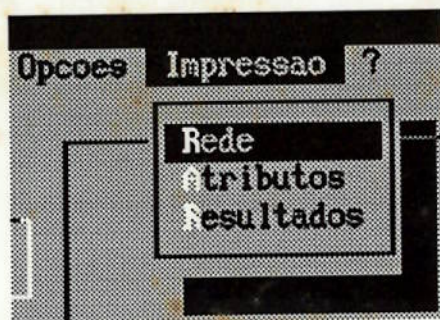 Opcoes Impressao ?
Rede
Atributos
Resultados